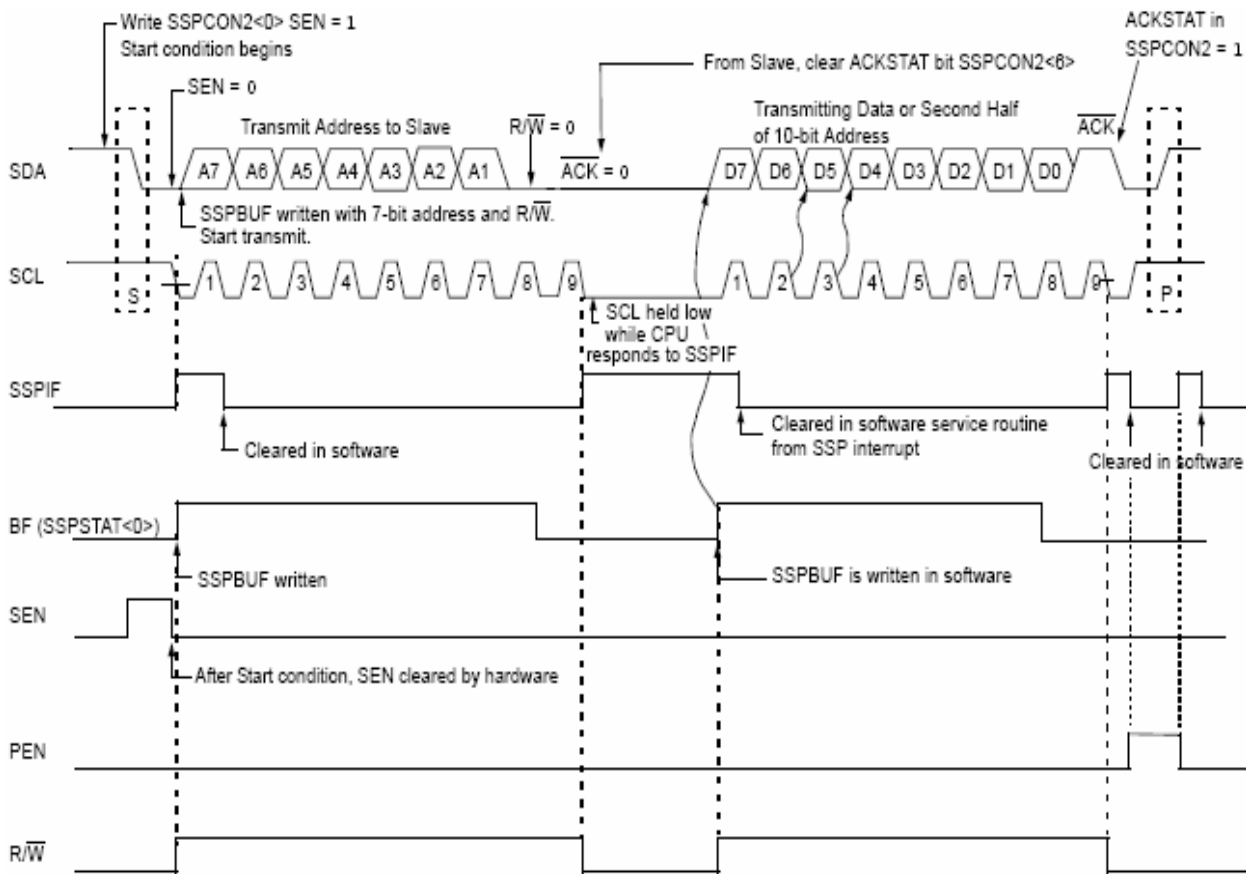 Write SSPCON2<0> SEN = 1
Start condition begins
ACKSTAT in
SSPCON2 = 1
From Slave, clear ACKSTAT bit SSPCON2<6>
SEN = 0
Transmit Address to Slave
R/W̅ = 0
Transmitting Data or Second Half
of 10-bit Address
A̅C̅K̅
SDA
A7 A6 A5 A4 A3 A2 A1
A̅C̅K̅ = 0
D7 D6 D5 D4 D3 D2 D1 D0
SSPBUF written with 7-bit address and R/W̅.
Start transmit.
SCL
S
1 2 3 4 5 6 7 8 9
1 2 3 4 5 6 7 8 9
P
SCL held low
while CPU
responds to SSPIF
SSPIF
Cleared in software
Cleared in software service routine
from SSP interrupt
Cleared in software
BF (SSPSTAT<0>)
SSPBUF written
SSPBUF is written in software
SEN
After Start condition, SEN cleared by hardware
PEN
R/W̅